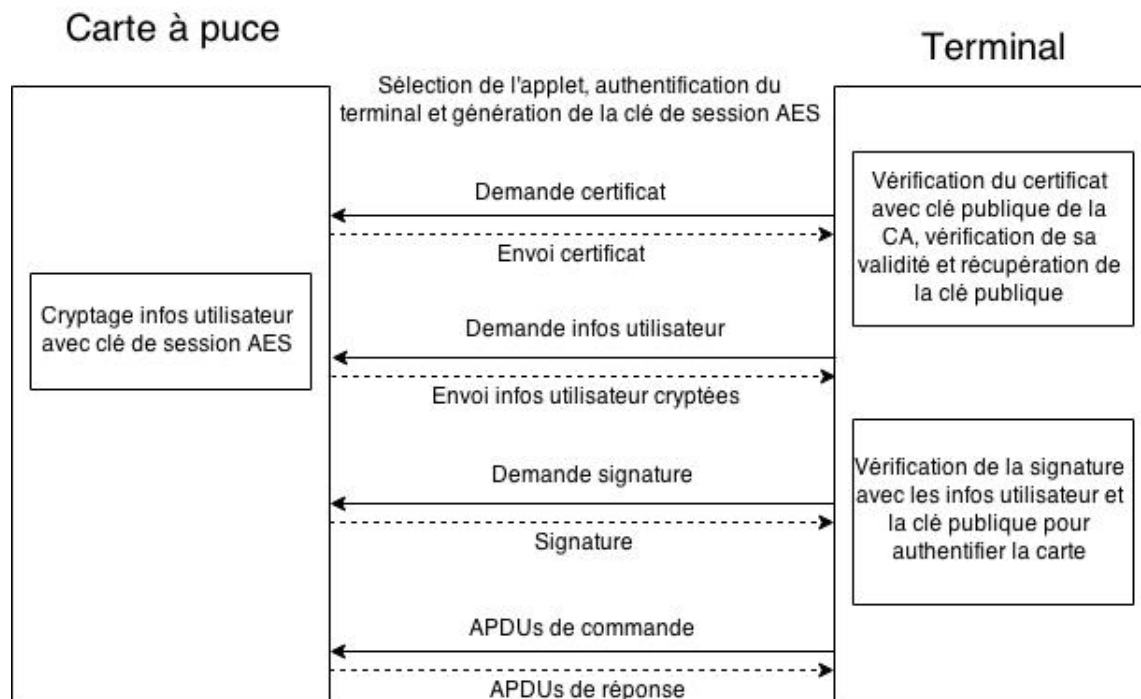 Carte à puce
Terminal
Sélection de l'applet, authentification du
terminal et génération de la clé de session AES
Demande certificat
Envoi certificat
Vérification du certificat
avec clé publique de la
CA, vérification de sa
validité et récupération de
la clé publique
Cryptage infos utilisateur
avec clé de session AES
Demande infos utilisateur
Envoi infos utilisateur cryptées
Demande signature
Signature
Vérification de la signature
avec les infos utilisateur et
la clé publique pour
authentifier la carte
APDUs de commande
APDUs de réponse